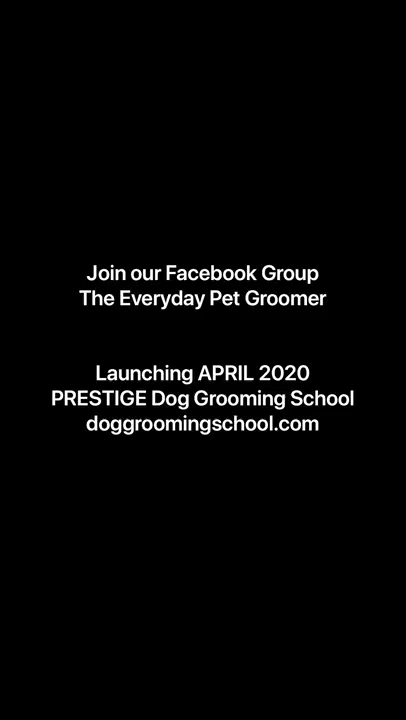 Join our Facebook Group
The Everyday Pet Groomer
Launching APRIL 2020
PRESTIGE Dog Grooming School
doggroomingschool.com